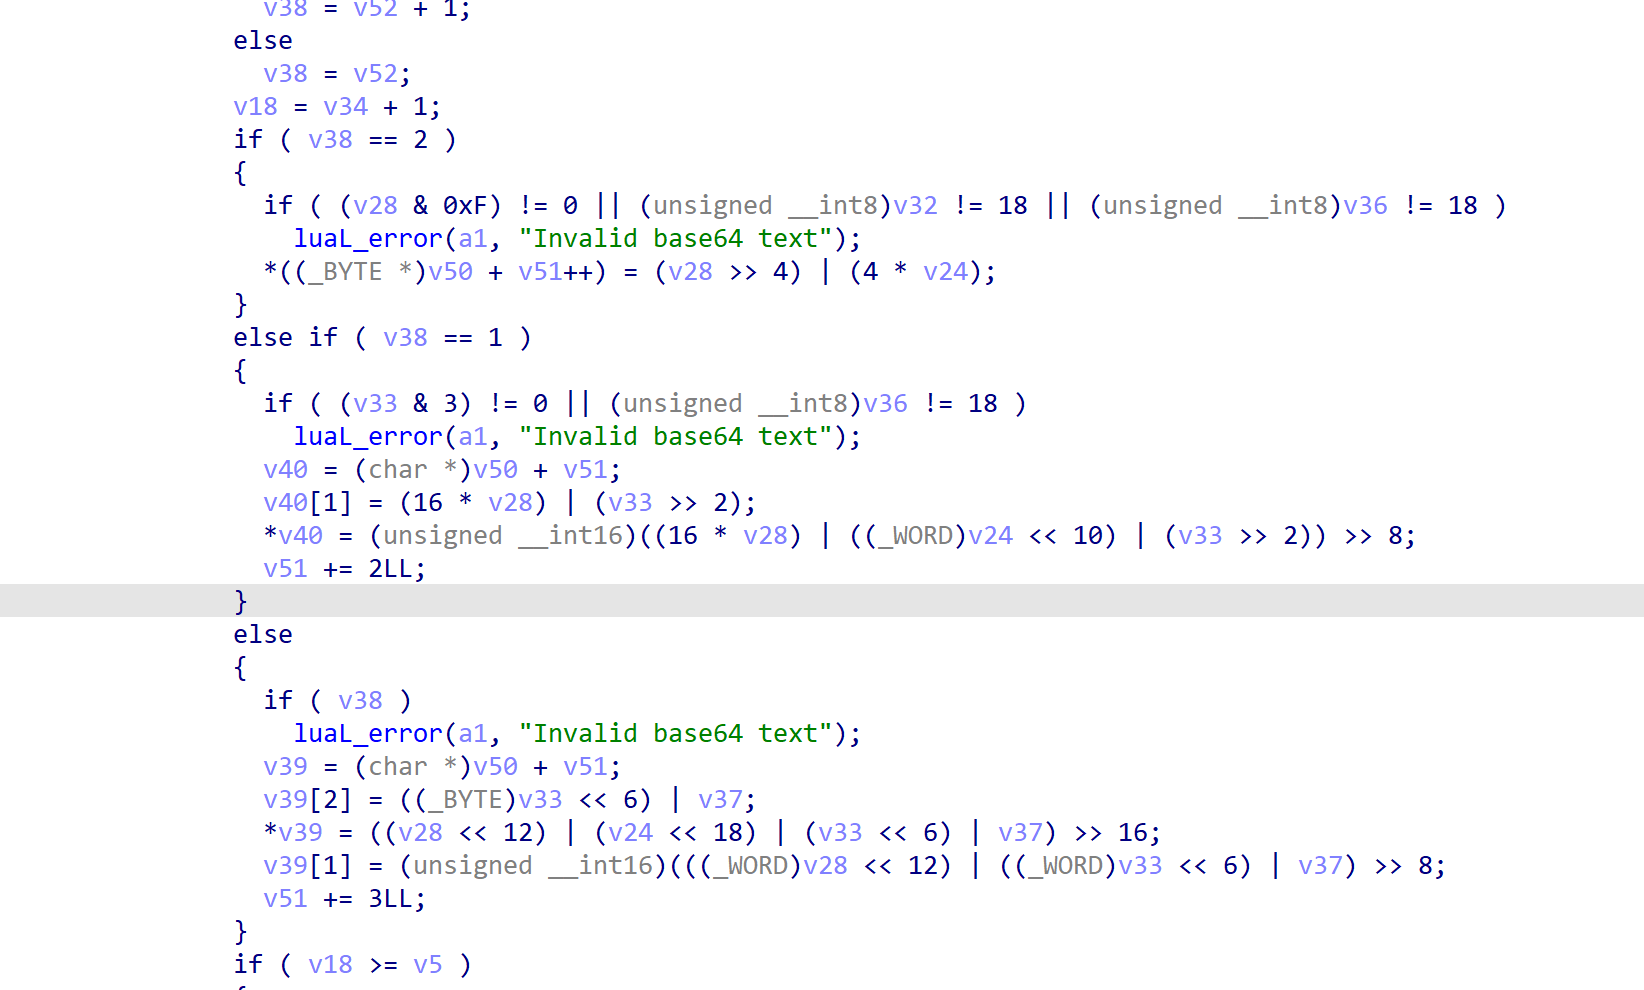 v38 = v52 + 1;
else
v38 = v52;
v18 = v34 + 1;
if ( v38 == 2 )
{
if ( (v28 & 0xF) != 0 || (unsigned __int8)v32 != 18 || (unsigned __int8)v36 != 18 )
luaL_error(a1, "Invalid base64 text");
*((_BYTE *)v50 + v51++) = (v28 >> 4) | (4 * v24);
}
else if ( v38 == 1 )
{
if ( (v33 & 3) != 0 || (unsigned __int8)v36 != 18 )
luaL_error(a1, "Invalid base64 text");
v40 = (char *)v50 + v51;
v40[1] = (16 * v28) | (v33 >> 2);
*v40 = (unsigned __int16)((16 * v28) | ((_WORD)v24 << 10) | (v33 >> 2)) >> 8;
v51 += 2LL;
}
else
{
if ( v38 )
luaL_error(a1, "Invalid base64 text");
v39 = (char *)v50 + v51;
v39[2] = ((_BYTE)v33 << 6) | v37;
*v39 = ((v28 << 12) | (v24 << 18) | (v33 << 6) | v37) >> 16;
v39[1] = (unsigned __int16)(((_WORD)v28 << 12) | ((_WORD)v33 << 6) | v37) >> 8;
v51 += 3LL;
}
if ( v18 >= v5 )
{